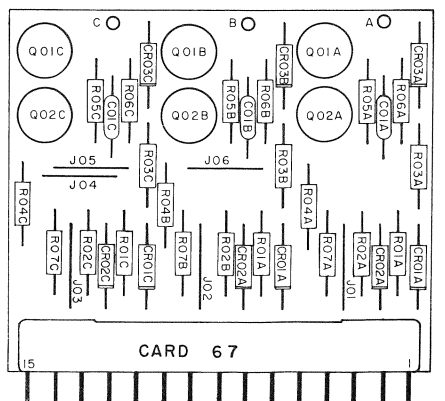 C B A
Q01C CR03C Q01B CR03B Q01A CR03A
R05C C01C R06C R05B C01B R06B R05A C01A R06A
Q02C Q02B Q02A
J05 R03C J06 R03B R03A
J04
R04C R04B R04A
R07C R02C CR02C R01C CR01C R07B R02B CR02A R01A CR01A R07A R02A CR02A R01A CR01A
J03 J02 J01
CARD 67
15 1